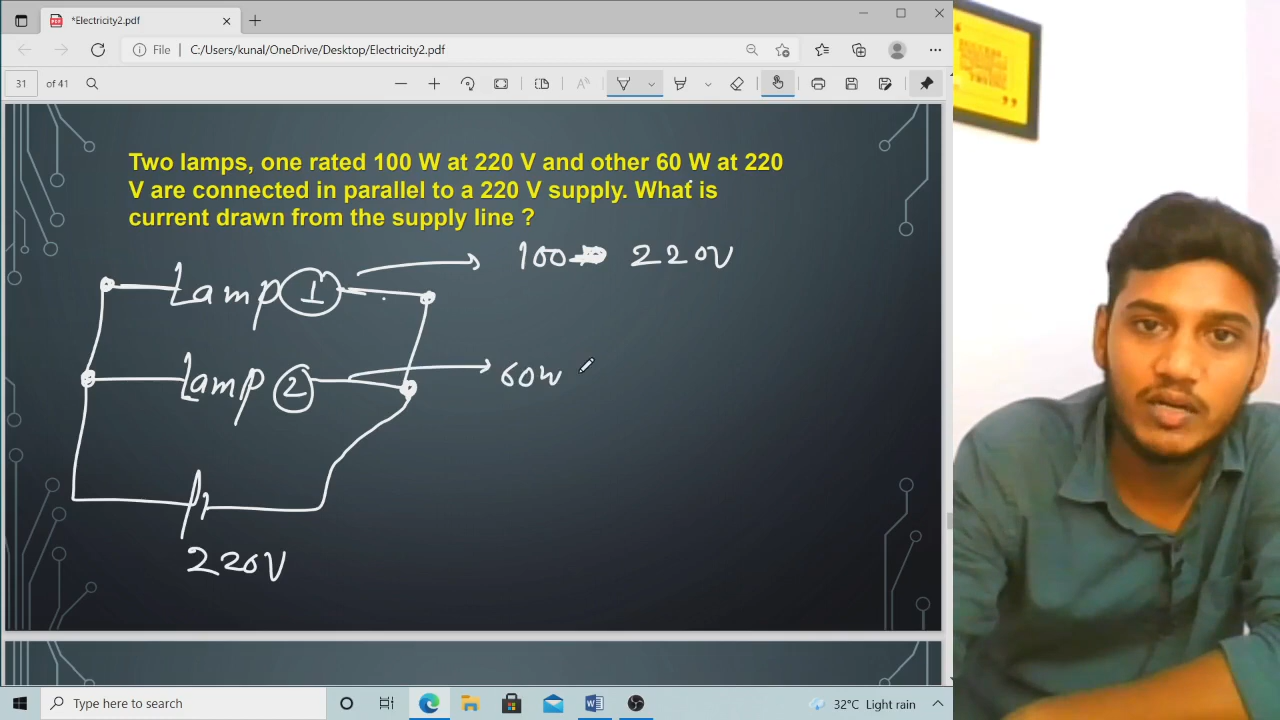 *Electricity2.pdf
File C:/Users/kunal/OneDrive/Desktop/Electricity2.pdf
31 of 41
Two lamps, one rated 100 W at 220 V and other 60 W at 220
V are connected in parallel to a 220 V supply. What is
current drawn from the supply line ?
100 220V
Lamp 1
Lamp 2
60W
220V
Type here to search
32°C Light rain